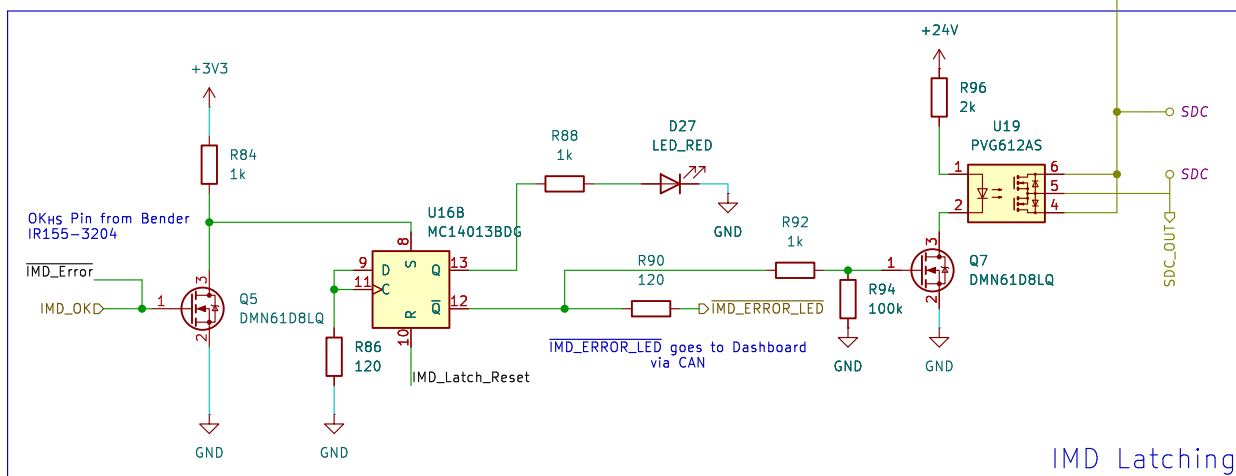 +24V
+3V3
R96
2k
SDC
D27
LED_RED
R88
1k
U19
PVG612AS
R84
1k
1
6
5
2
4
SDC
OKHS Pin from Bender
IR155-3204
U16B
MC14013BDG
8
S
9
D
Q
13
11
C
Q
12
R
10
GND
R92
1k
R90
120
IMD_Error
IMD_OK
1
3
2
Q5
DMN61D8LQ
1
3
2
Q7
DMN61D8LQ
SDC_OUT
R94
100k
IMD_ERROR_LED
R86
120
IMD_ERROR_LED goes to Dashboard
via CAN
IMD_Latch_Reset
GND
GND
GND
GND
IMD Latching